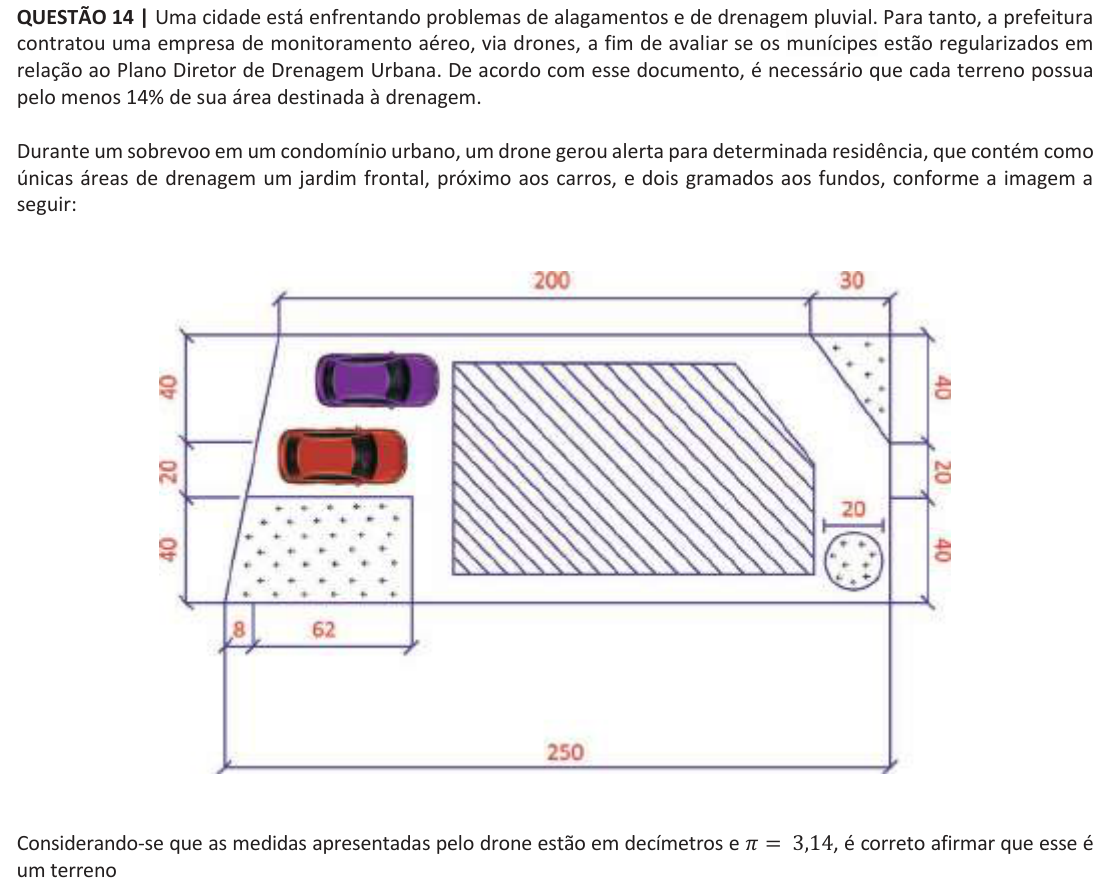 QUESTÃO 14 | Uma cidade está enfrentando problemas de alagamentos e de drenagem pluvial. Para tanto, a prefeitura
contratou uma empresa de monitoramento aéreo, via drones, a fim de avaliar se os munícipes estão regularizados em
relação ao Plano Diretor de Drenagem Urbana. De acordo com esse documento, é necessário que cada terreno possua
pelo menos 14% de sua área destinada à drenagem.
Durante um sobrevoo em um condomínio urbano, um drone gerou alerta para determinada residência, que contém como
únicas áreas de drenagem um jardim frontal, próximo aos carros, e dois gramados aos fundos, conforme a imagem a
seguir:
200
30
40
40
20
20
20
40
40
8
62
250
Considerando-se que as medidas apresentadas pelo drone estão em decímetros e π = 3,14, é correto afirmar que esse é
um terreno